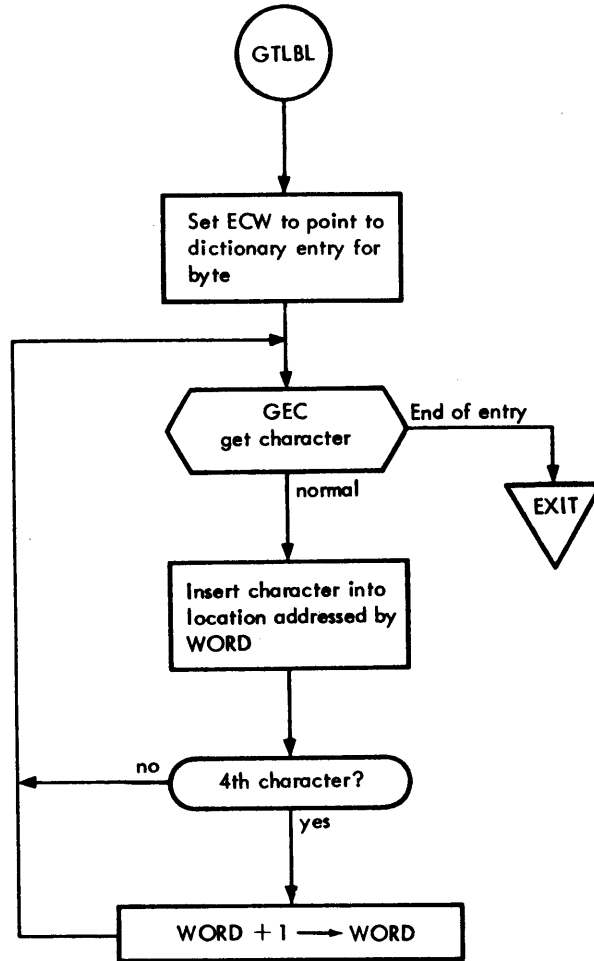 GTLBL
Set ECW to point to
dictionary entry for
byte
GEC
get character
End of entry
normal
EXIT
Insert character into
location addressed by
WORD
no
4th character?
yes
WORD + 1 → WORD